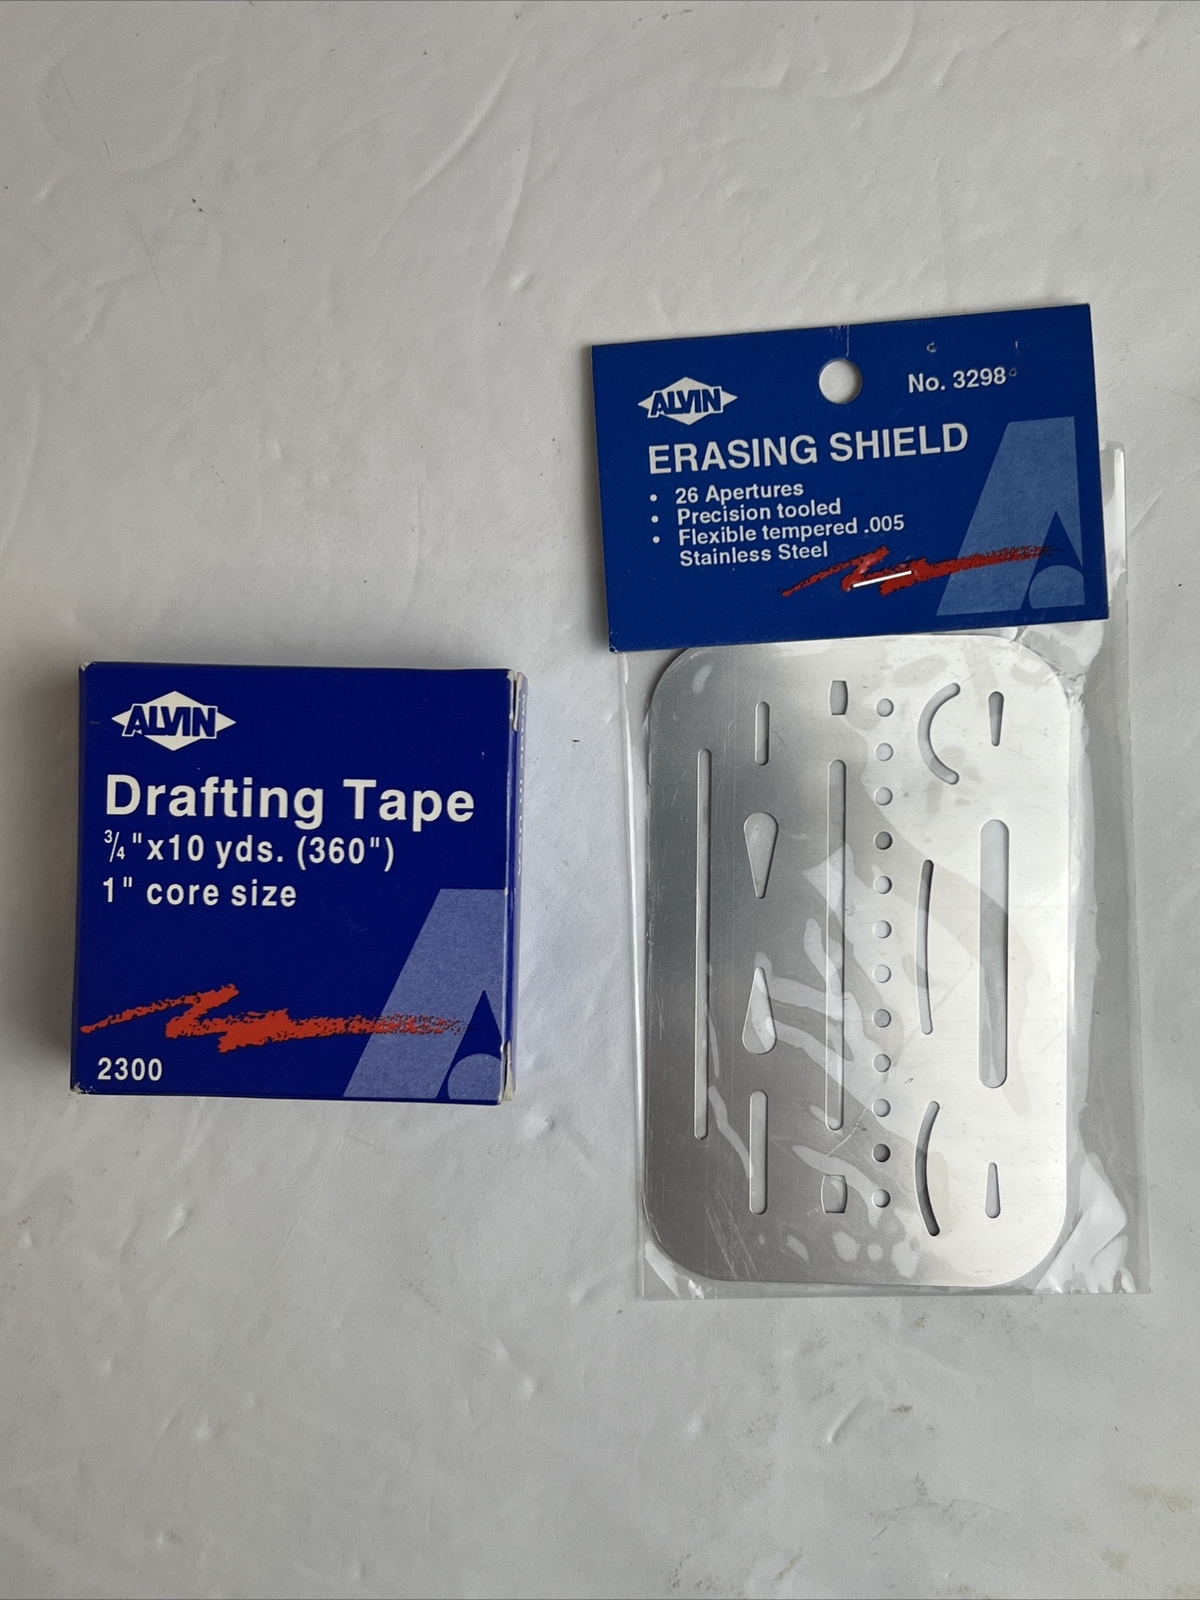 ALVIN
Drafting Tape
3/4"x10 yds. (360")
1" core size
2300
ALVIN
No. 3298
ERASING SHIELD
• 26 Apertures
• Precision tooled
• Flexible tempered .005
Stainless Steel